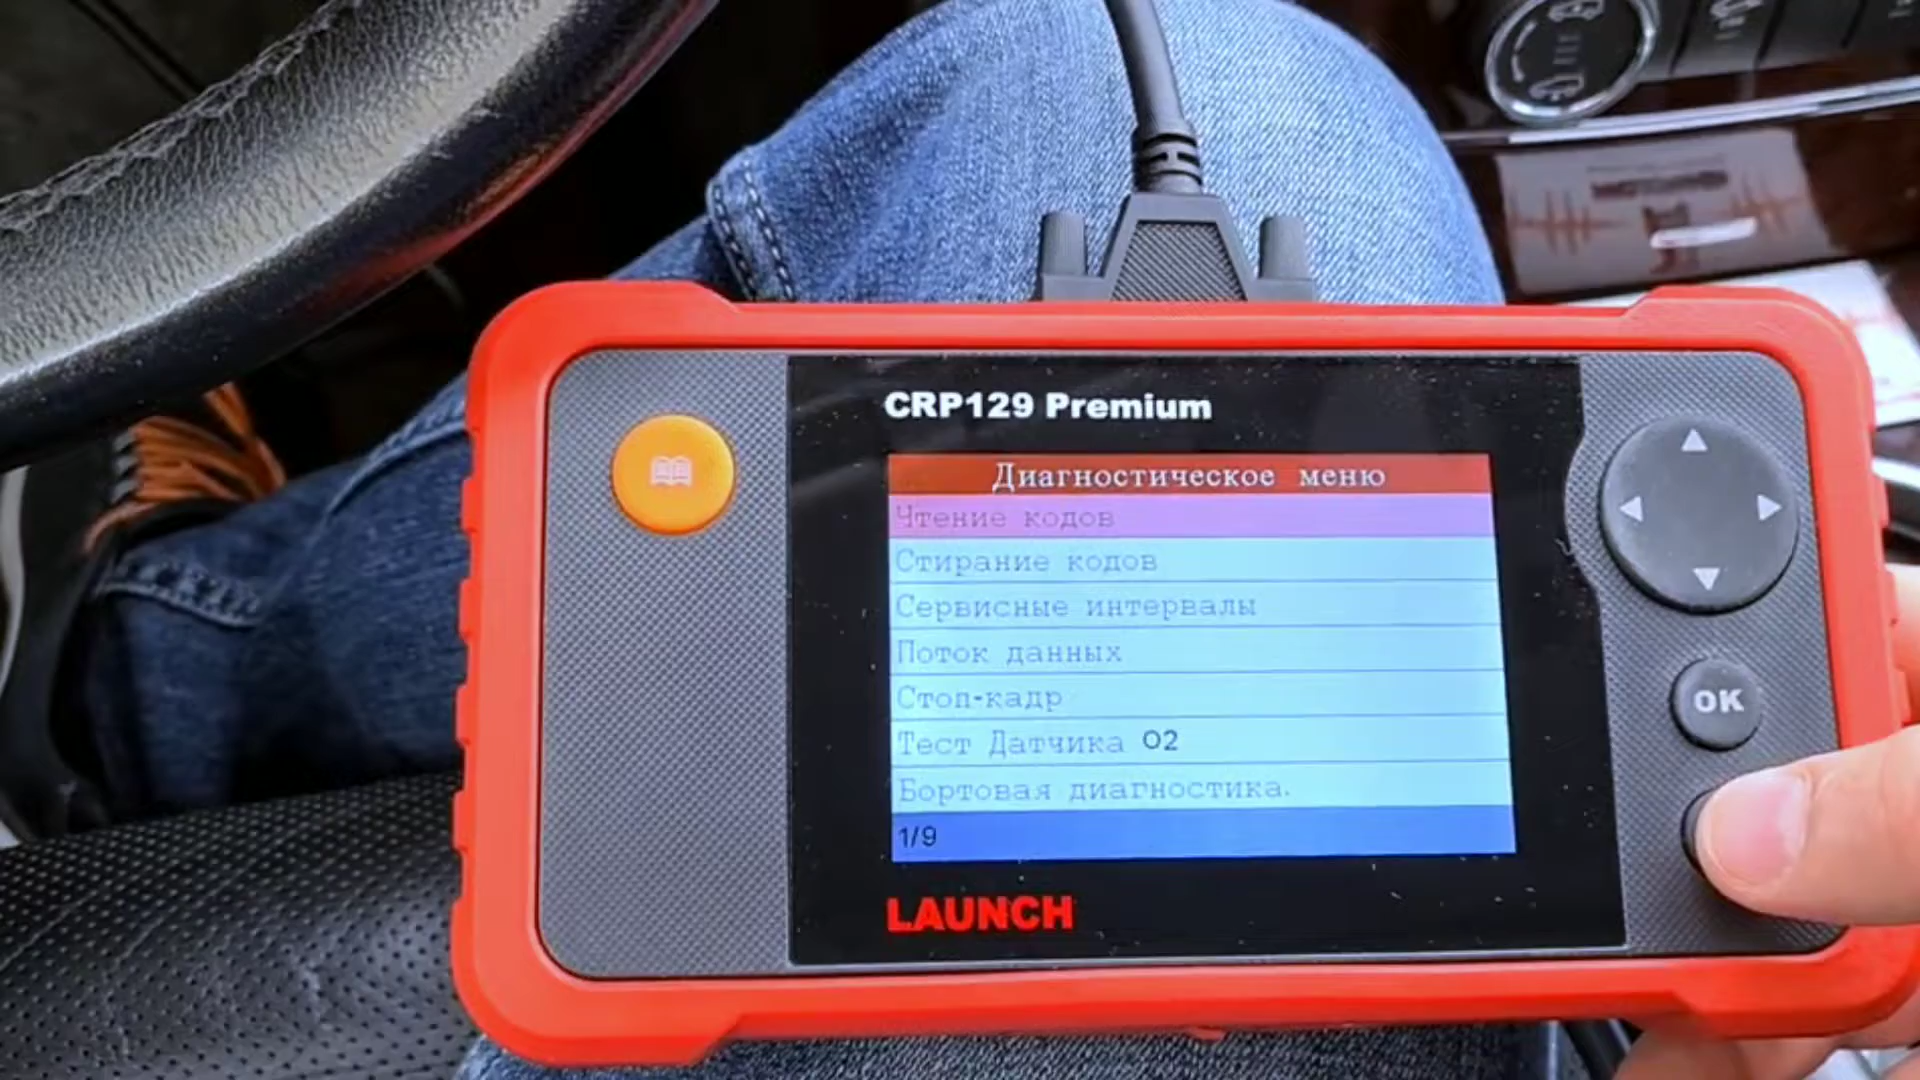 CRP129 Premium
Диагностическое меню
Чтение кодов
Стирание кодов
Сервисные интервалы
Поток данных
Стоп-кадр
Тест Датчика O2
Бортовая диагностика.
1/9
OK
LAUNCH